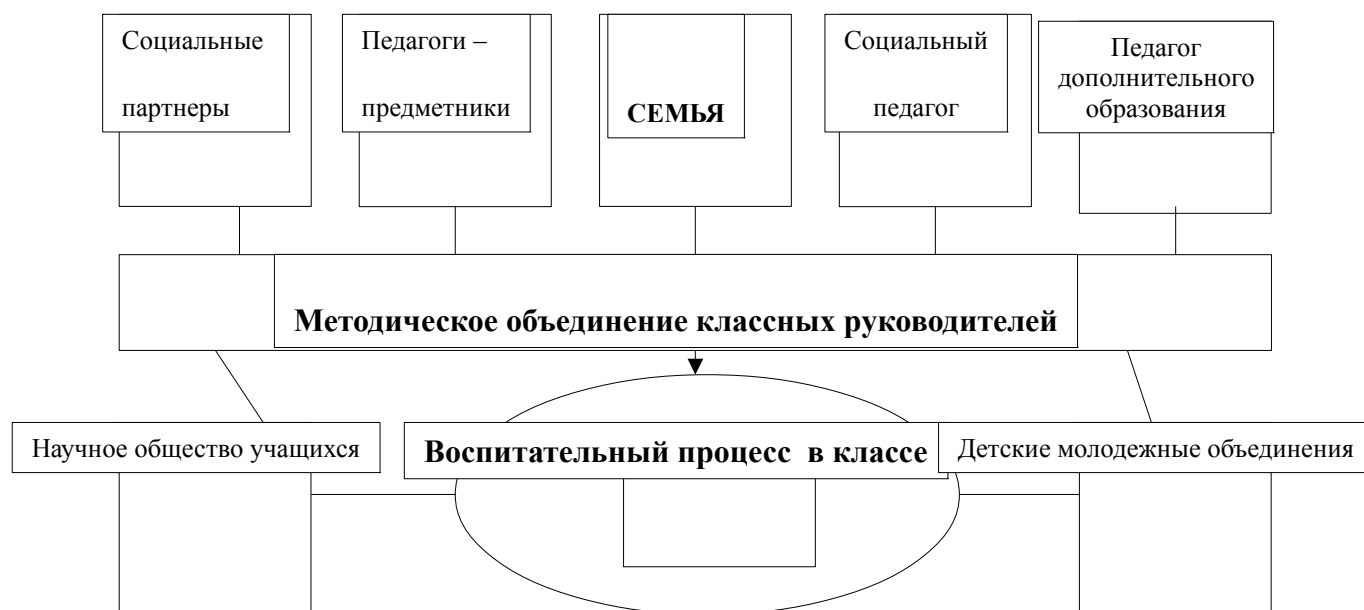 Социальные
партнеры
Педагоги –
предметники
СЕМЬЯ
Социальный
педагог
Педагог
дополнительного
образования
Методическое объединение классных руководителей
Научное общество учащихся
Воспитательный процесс  в классе
Детские молодежные объединения